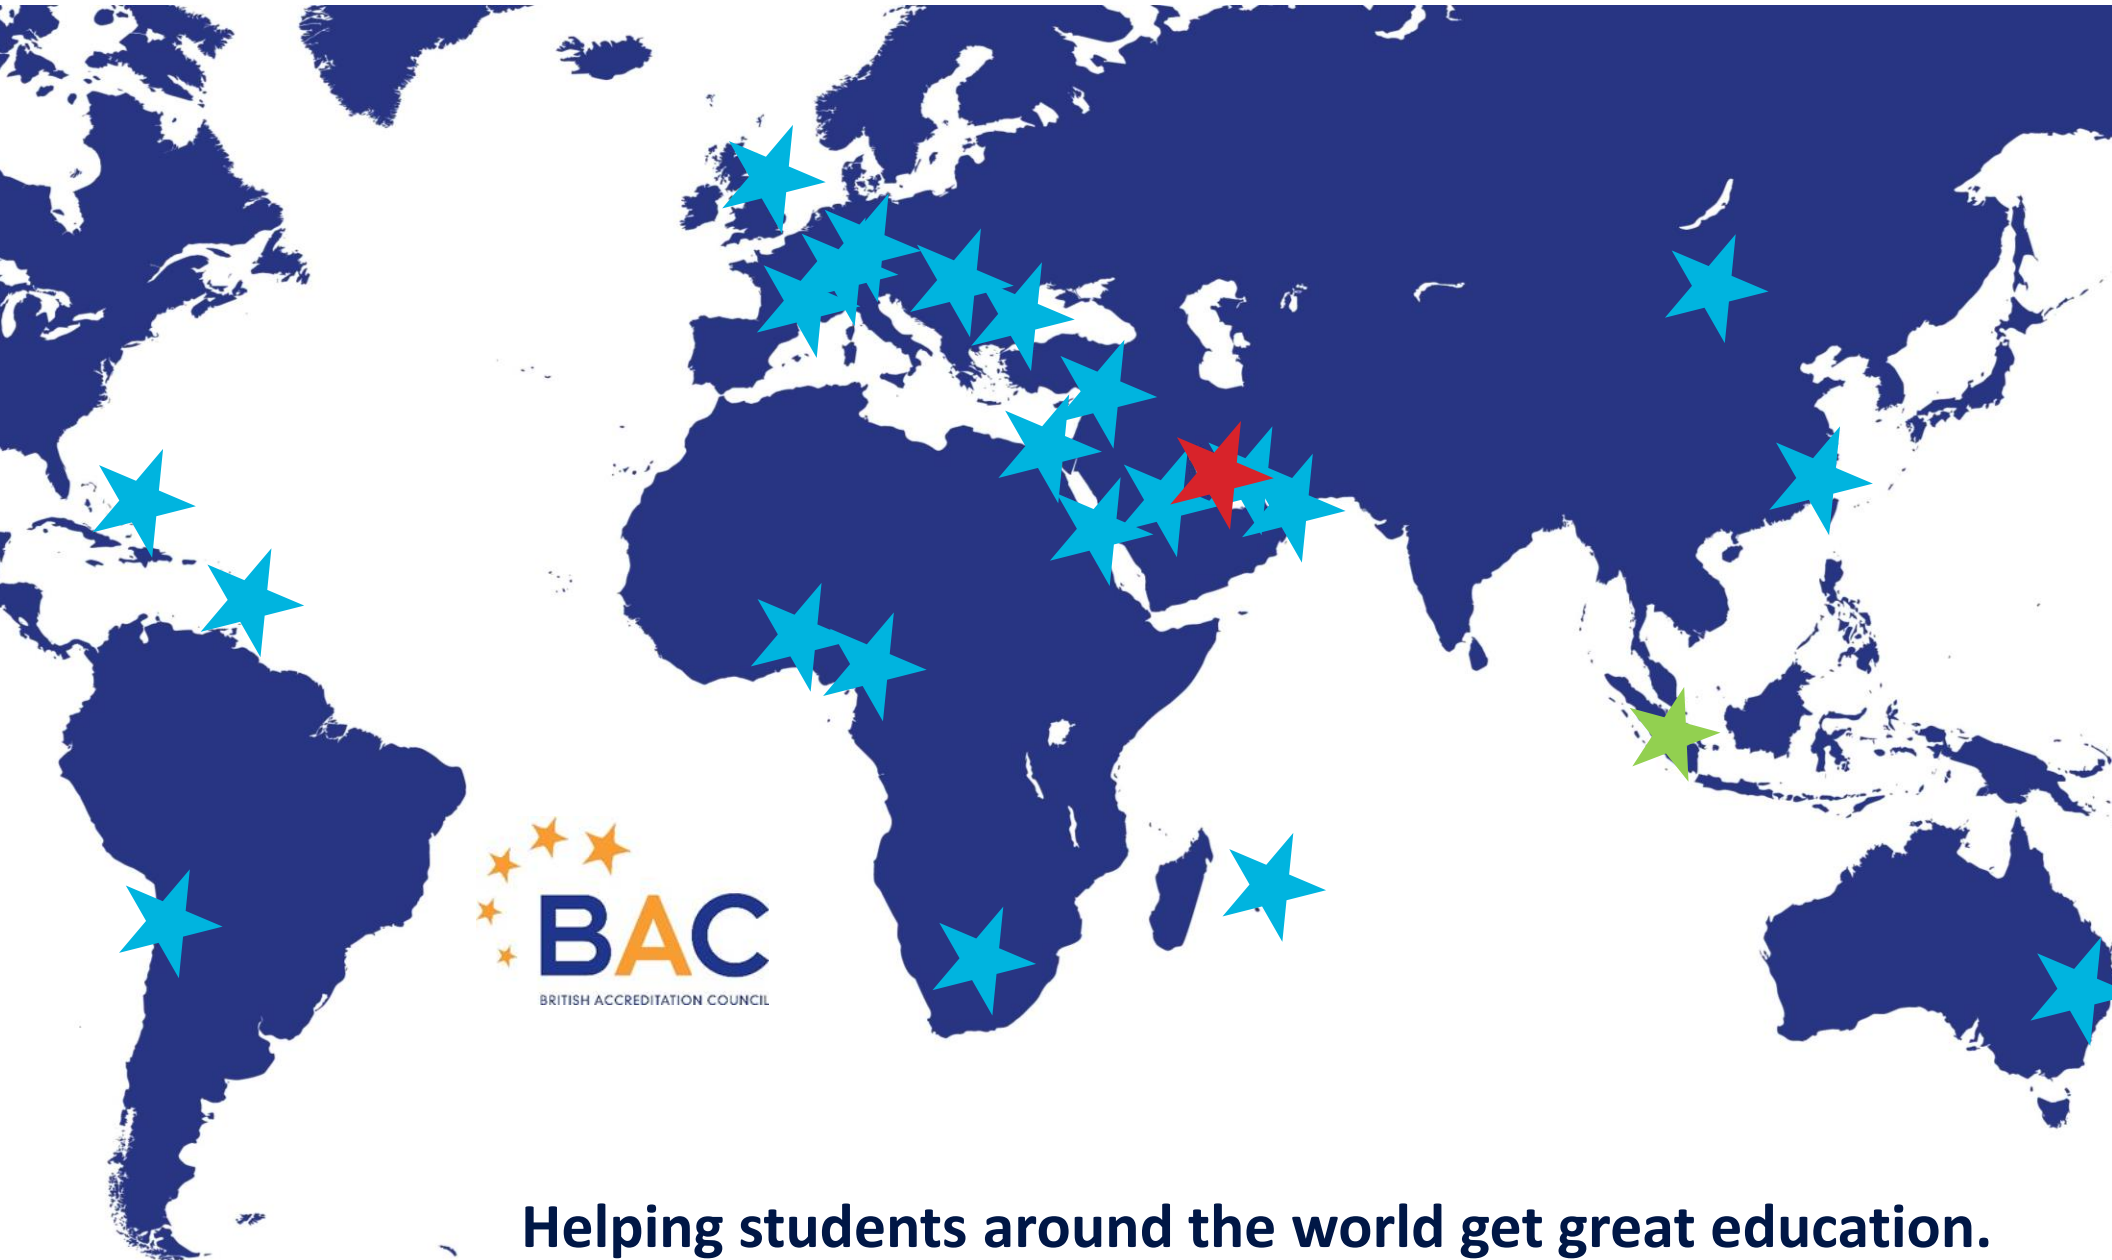 BAC
BRITISH ACCREDITATION COUNCIL
Helping students around the world get great education.